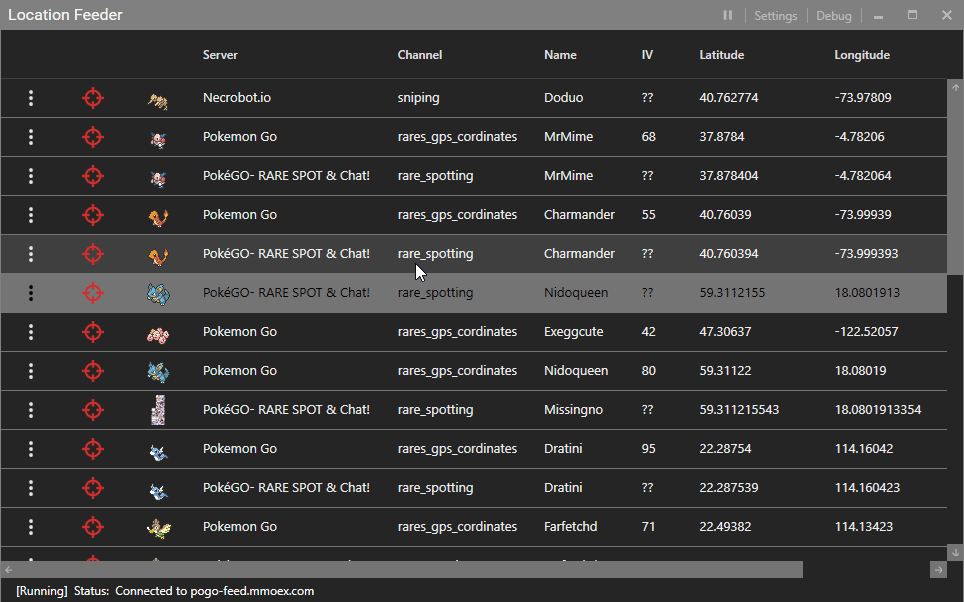 Location Feeder Settings Debug
Server Channel Name IV Latitude Longitude
Necrobot.io sniping Doduo ?? 40.762774 -73.97809
Pokemon Go rares_gps_cordinates MrMime 68 37.8784 -4.78206
PokéGO- RARE SPOT & Chat! rare_spotting MrMime ?? 37.878404 -4.782064
Pokemon Go rares_gps_cordinates Charmander 55 40.76039 -73.99939
PokéGO- RARE SPOT & Chat! rare_spotting Charmander ?? 40.760394 -73.999393
PokéGO- RARE SPOT & Chat! rare_spotting Nidoqueen ?? 59.3112155 18.0801913
Pokemon Go rares_gps_cordinates Exeggcute 42 47.30637 -122.52057
Pokemon Go rares_gps_cordinates Nidoqueen 80 59.31122 18.08019
PokéGO- RARE SPOT & Chat! rare_spotting Missingno ?? 59.311215543 18.0801913354
Pokemon Go rares_gps_cordinates Dratini 95 22.28754 114.16042
PokéGO- RARE SPOT & Chat! rare_spotting Dratini ?? 22.287539 114.160423
Pokemon Go rares_gps_cordinates Farfetchd 71 22.49382 114.13423
[Running] Status: Connected to pogo-feed.mmoex.com